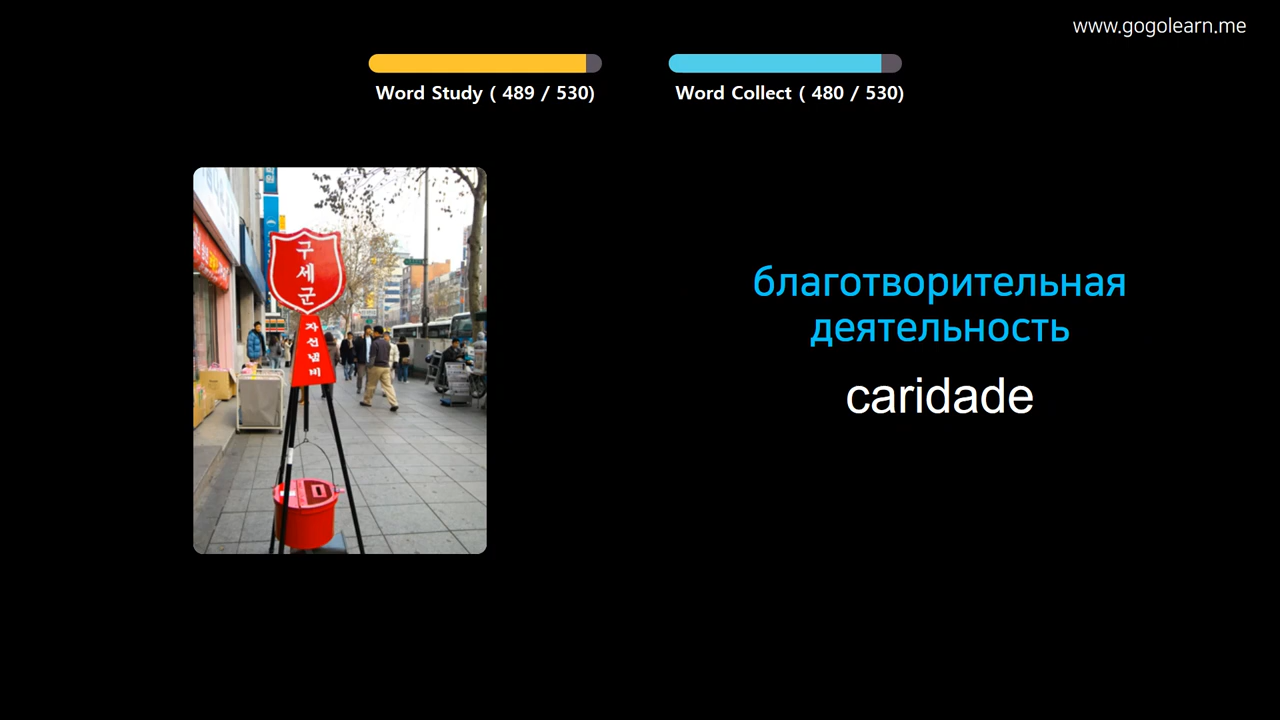 www.gogolearn.me
Word Study ( 489 / 530)
Word Collect ( 480 / 530)
구
세
군
자
선
냄
비
благотворительная
деятельность
caridade